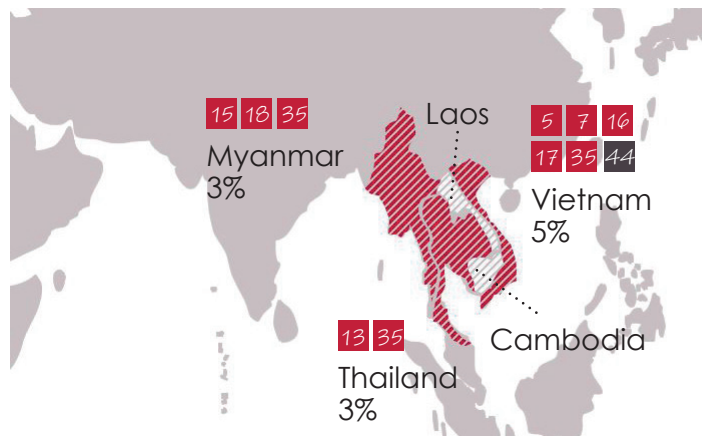 15 18 35
Myanmar
3%
Laos
5 7 16
17 35 44
Vietnam
5%
Cambodia
13 35
Thailand
3%